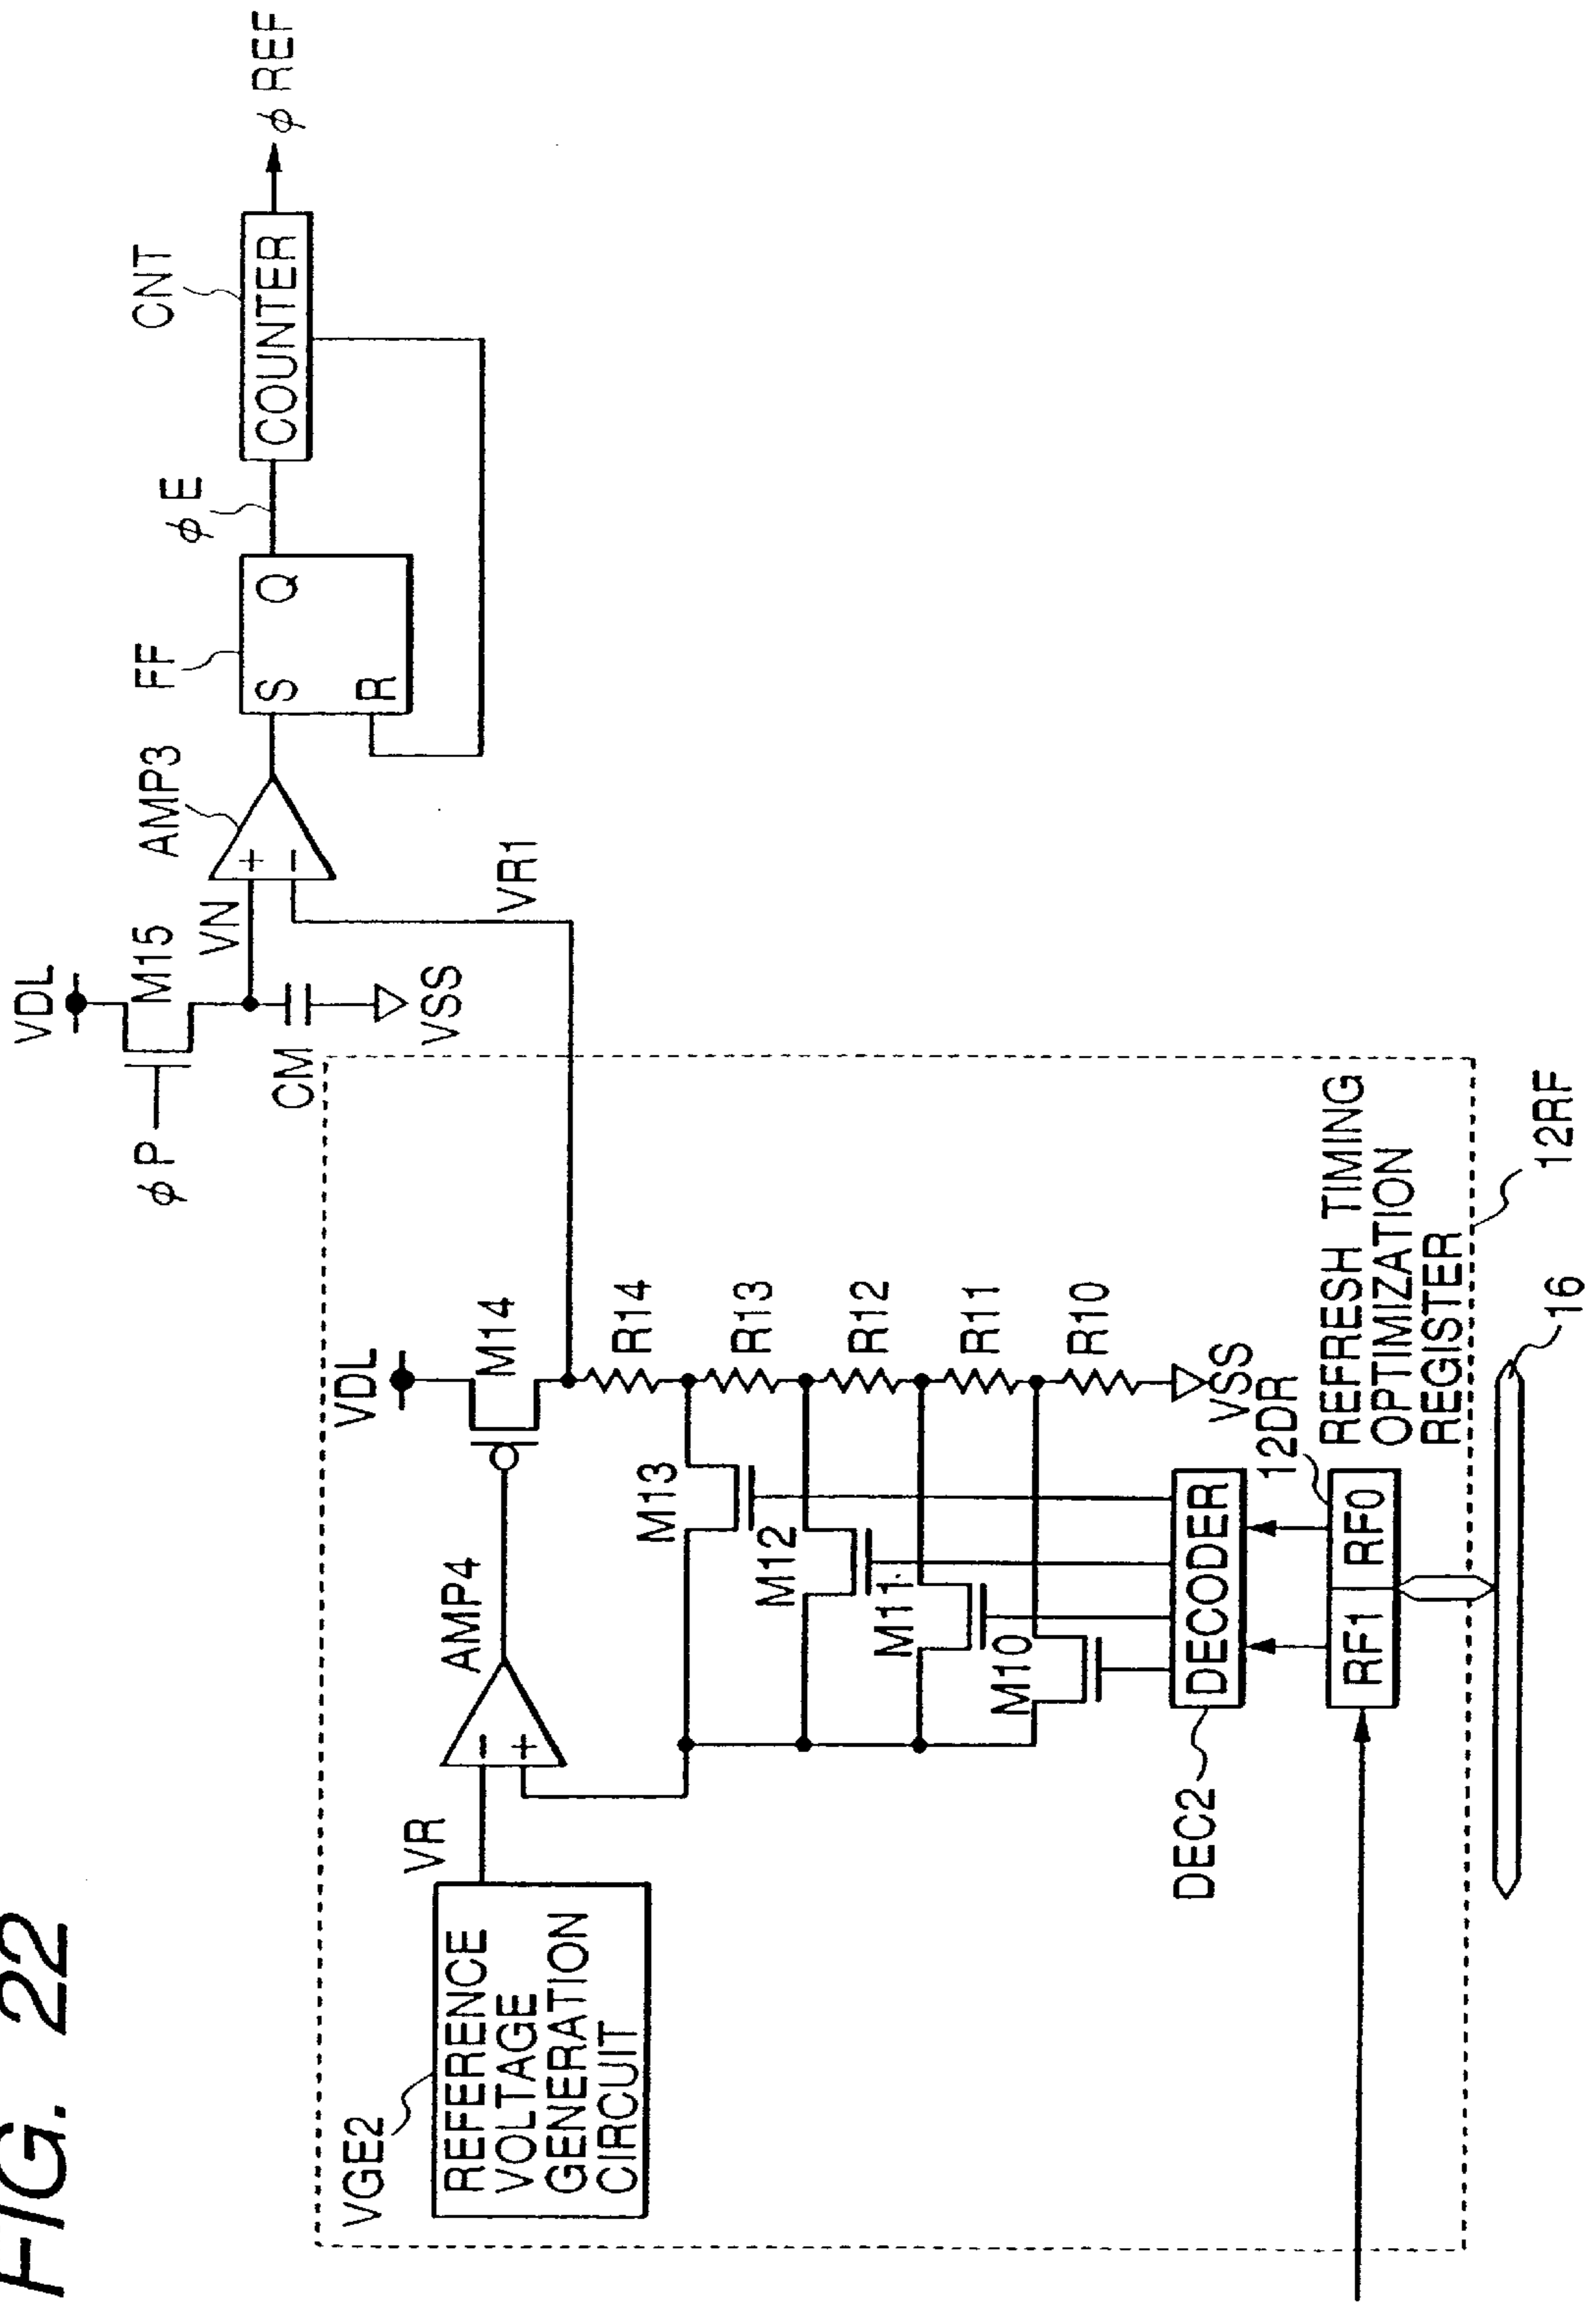 FIG. 22
VDL
φP
M15
VN
CM
VSS
AMP3
+
−
VR1
FF
S
Q
R
φE
CNT
COUNTER
φREF
VGE2
REFERENCE
VOLTAGE
GENERATION
CIRCUIT
VR
AMP4
−
+
VDL
M14
R14
R13
R12
R11
R10
VSS
M13
M12
M11
M10
DEC2
DECODER
12DR
RF1
RF0
REFRESH TIMING
OPTIMIZATION
REGISTER
12RF
16